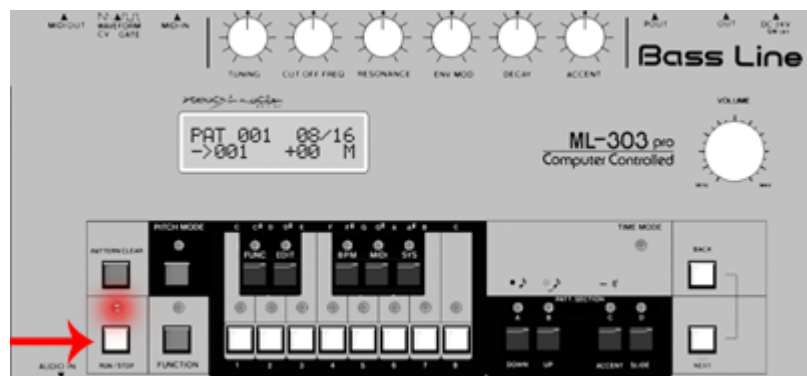 MIDI OUT
WAVEFORM
CV GATE
MIDI IN
OUT
DC 24V
TUNING
CUT OFF FREQ
RESONANCE
ENV MOD
DECAY
ACCENT
Bass Line
PAT 001 08/16
->001 +00 M
ML-303 pro
Computer Controlled
VOLUME
MIN
MAX
PATTERN CLEAR
PITCH MODE
C C# D D# E F F# G G# A A# B C
TIME MODE
BACK
FUNC EDIT BPM MIDI SYS
PATT. SECTION
A B C D
RUN/STOP
FUNCTION
1 2 3 4 5 6 7 8
DOWN UP ACCENT SLIDE
NEXT
AUDIO IN